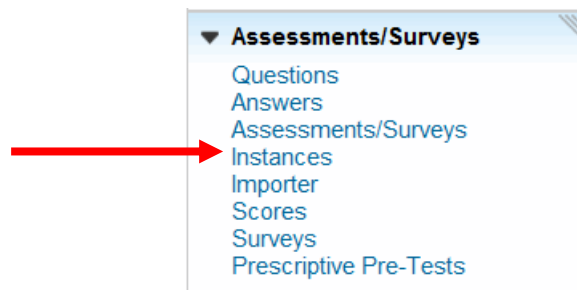 Assessments/Surveys
Questions
Answers
Assessments/Surveys
Instances
Importer
Scores
Surveys
Prescriptive Pre-Tests